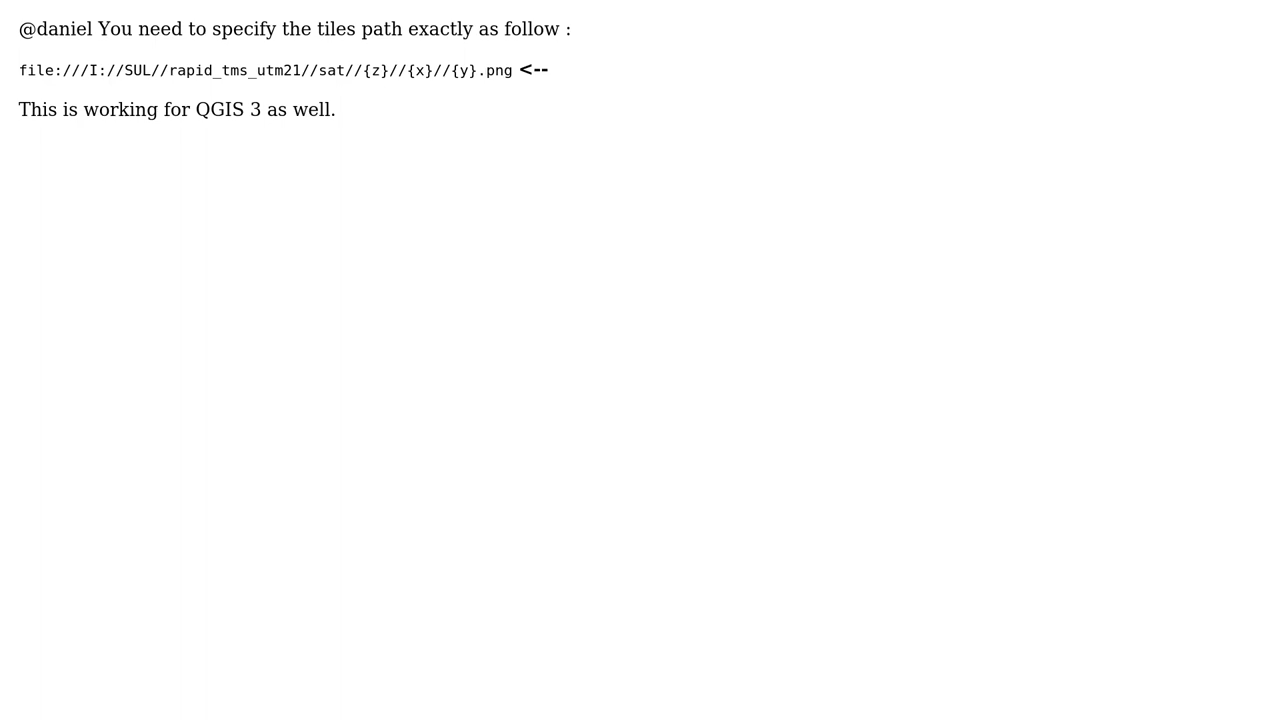 @daniel You need to specify the tiles path exactly as follow :
file:///I://SUL//rapid_tms_utm21//sat//{z}//{x}//{y}.png <--
This is working for QGIS 3 as well.